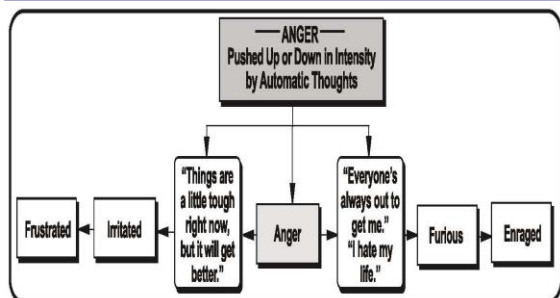 ANGER
Pushed Up or Down in Intensity
by Automatic Thoughts
Frustrated
Irritated
“Things are
a little tough
right now,
but it will get
better.”
Anger
“Everyone’s
always out to
get me.”
“I hate my
life.”
Furious
Enraged